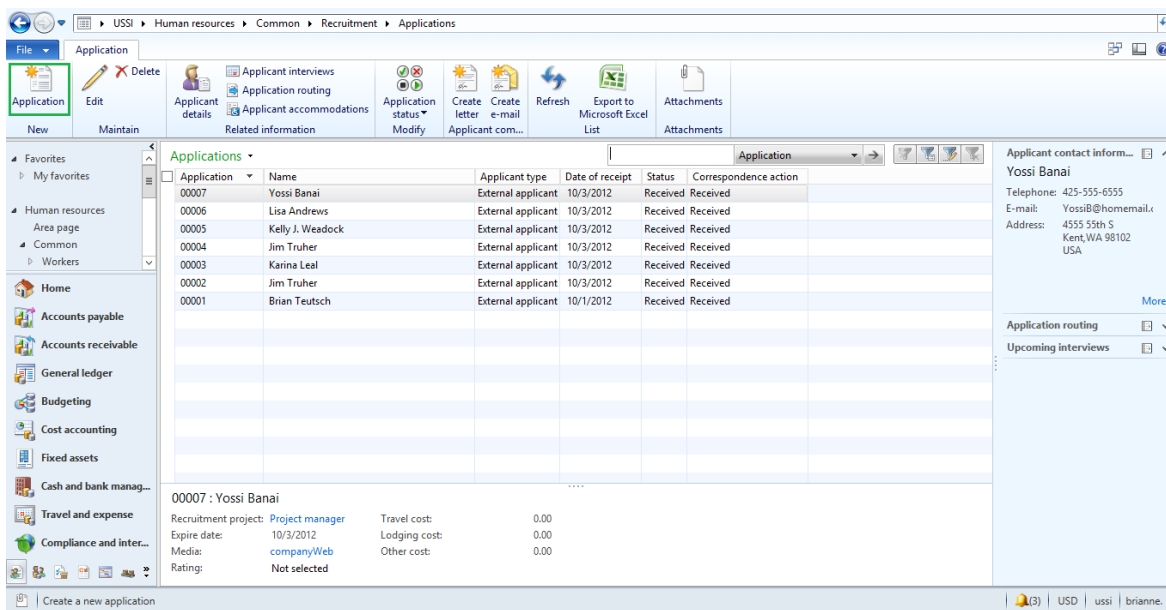 USSI Human resources Common Recruitment Applications
File Application
Application
New
Edit
Delete
Maintain
Applicant details
Applicant interviews
Application routing
Applicant accommodations
Related information
Application status
Modify
Create letter
Create e-mail
Applicant com...
Refresh
Export to Microsoft Excel
List
Attachments
Attachments
Favorites
My favorites
Human resources
Area page
Common
Workers
Home
Accounts payable
Accounts receivable
General ledger
Budgeting
Cost accounting
Fixed assets
Cash and bank manag...
Travel and expense
Compliance and inter...
Applications
Application
Application Name Applicant type Date of receipt Status Correspondence action
00007 Yossi Banai External applicant 10/3/2012 Received Received
00006 Lisa Andrews External applicant 10/3/2012 Received Received
00005 Kelly J. Weadock External applicant 10/3/2012 Received Received
00004 Jim Truher External applicant 10/3/2012 Received Received
00003 Karina Leal External applicant 10/3/2012 Received Received
00002 Jim Truher External applicant 10/3/2012 Received Received
00001 Brian Teutsch External applicant 10/1/2012 Received Received
00007 : Yossi Banai
Recruitment project: Project manager Travel cost: 0.00
Expire date: 10/3/2012 Lodging cost: 0.00
Media: companyWeb Other cost: 0.00
Rating: Not selected
Applicant contact inform...
Yossi Banai
Telephone: 425-555-6555
E-mail: YossiB@homemail.c
Address: 4555 55th S
Kent, WA 98102
USA
More
Application routing
Upcoming interviews
Create a new application
(3) USD ussi brianne.